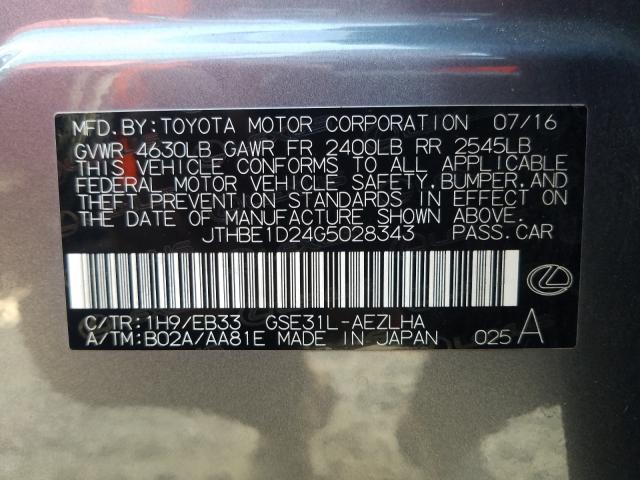 MFD. BY: TOYOTA MOTOR CORPORATION 07/16
GVWR 4630LB GAWR FR 2400LB RR 2545LB
THIS VEHICLE CONFORMS TO ALL APPLICABLE
FEDERAL MOTOR VEHICLE SAFETY, BUMPER, AND
THEFT PREVENTION STANDARDS IN EFFECT ON
THE DATE OF MANUFACTURE SHOWN ABOVE.
JTHBE1D24G5028343 PASS. CAR
C/TR: 1H9/EB33 GSE31L-AEZLHA
A/TM: B02A/AA81E MADE IN JAPAN 025 A